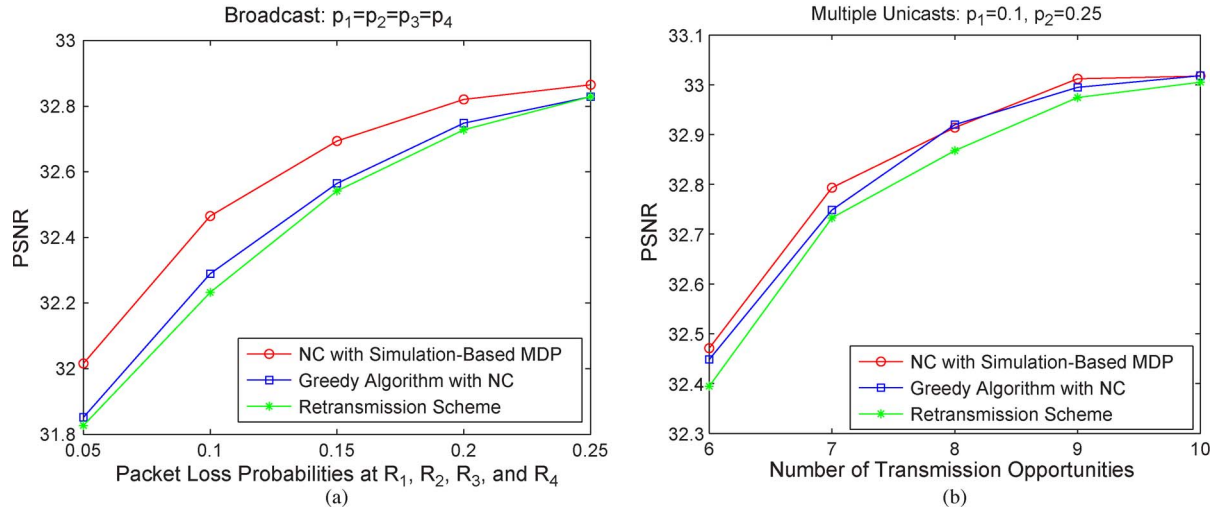 Broadcast: p₁=p₂=p₃=p₄
33
32.8
32.6
32.4
32.2
32
31.8
PSNR
NC with Simulation-Based MDP
Greedy Algorithm with NC
Retransmission Scheme
0.05 0.1 0.15 0.2 0.25
Packet Loss Probabilities at R₁, R₂, R₃, and R₄
(a)
Multiple Unicasts: p₁=0.1, p₂=0.25
33.1
33
32.9
32.8
32.7
32.6
32.5
32.4
32.3
PSNR
NC with Simulation-Based MDP
Greedy Algorithm with NC
Retransmission Scheme
6 7 8 9 10
Number of Transmission Opportunities
(b)